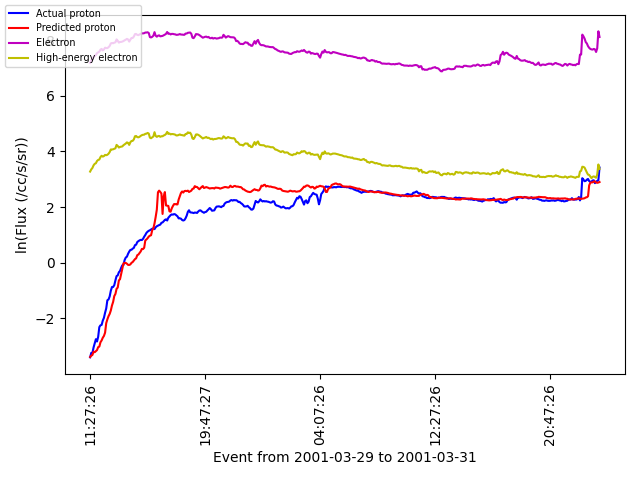 Actual proton
Predicted proton
Electron
High-energy electron
ln(Flux (/cc/s/sr))
6
4
2
0
−2
11:27:26
19:47:27
04:07:26
12:27:26
20:47:26
Event from 2001-03-29 to 2001-03-31